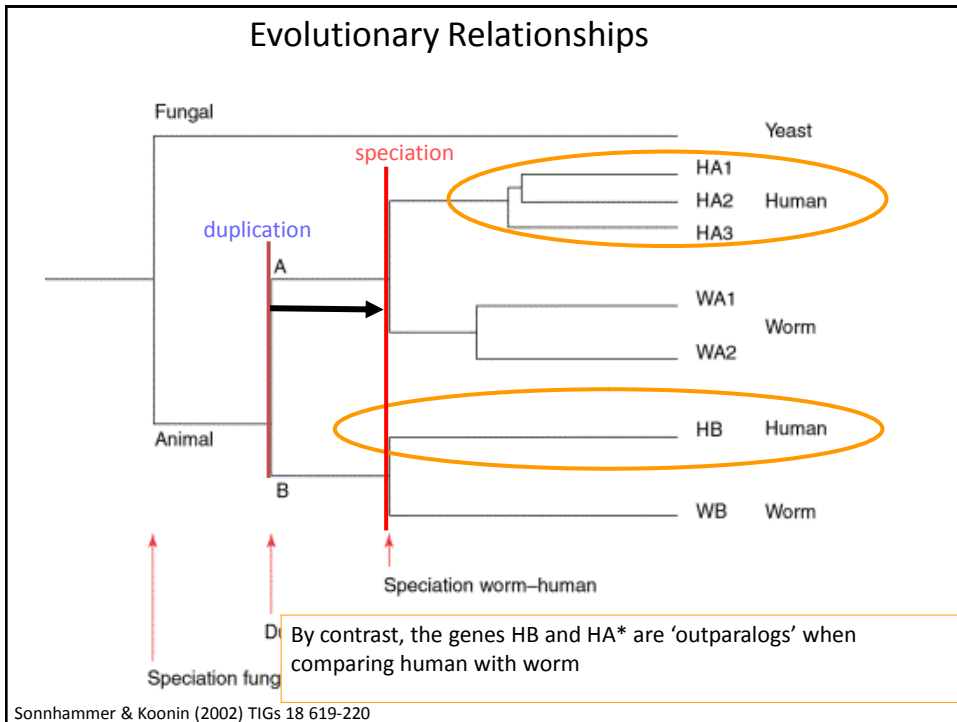 Evolutionary Relationships
Fungal
Yeast
speciation
HA1
HA2 Human
HA3
duplication
A
WA1
Worm
WA2
HB Human
Animal
B
WB Worm
Speciation worm–human
By contrast, the genes HB and HA* are ‘outparalogs’ when
comparing human with worm
Speciation
Sonnhammer & Koonin (2002) TIGs 18 619-220